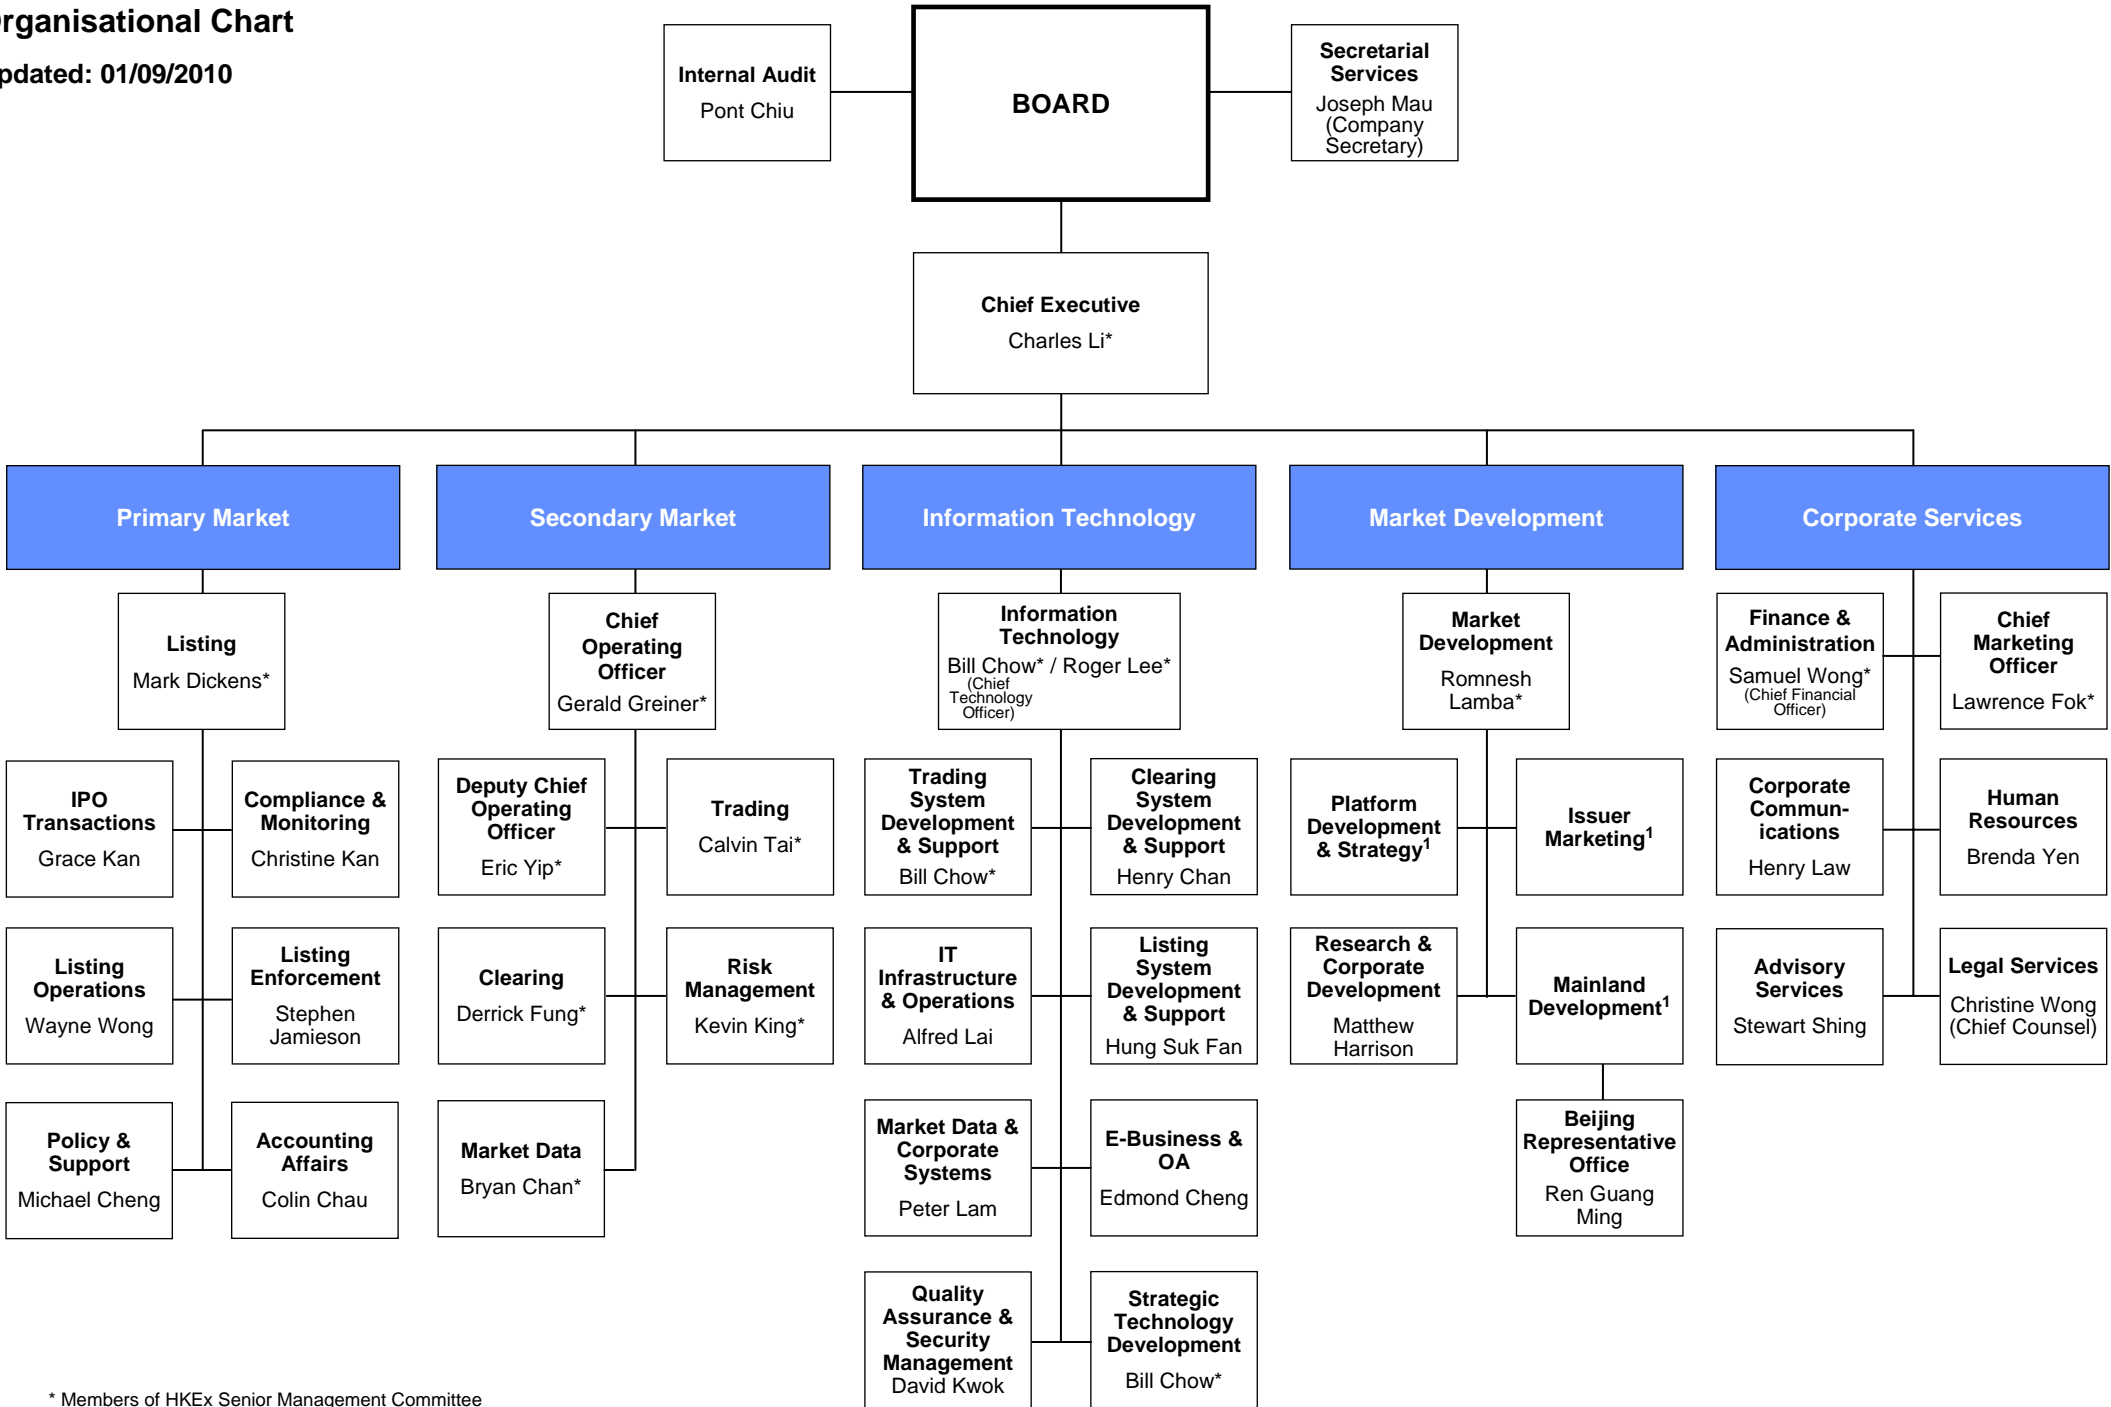 rganisational Chart
pdated: 01/09/2010
Internal Audit
Pont Chiu
BOARD
Secretarial
Services
Joseph Mau
(Company
Secretary)
Chief Executive
Charles Li*
Primary Market
Secondary Market
Information Technology
Market Development
Corporate Services
Listing
Mark Dickens*
Chief
Operating
Officer
Gerald Greiner*
Information
Technology
Bill Chow* / Roger Lee*
(Chief
Technology
Officer)
Market
Development
Romnesh
Lamba*
Finance &
Administration
Samuel Wong*
(Chief Financial
Officer)
Chief
Marketing
Officer
Lawrence Fok*
IPO
Transactions
Grace Kan
Compliance &
Monitoring
Christine Kan
Deputy Chief
Operating
Officer
Eric Yip*
Trading
Calvin Tai*
Trading
System
Development
& Support
Bill Chow*
Clearing
System
Development
& Support
Henry Chan
Platform
Development
& Strategy1
Issuer
Marketing1
Corporate
Commun-
ications
Henry Law
Human
Resources
Brenda Yen
Listing
Operations
Wayne Wong
Listing
Enforcement
Stephen
Jamieson
Clearing
Derrick Fung*
Risk
Management
Kevin King*
IT
Infrastructure
& Operations
Alfred Lai
Listing
System
Development
& Support
Hung Suk Fan
Research &
Corporate
Development
Matthew
Harrison
Mainland
Development1
Advisory
Services
Stewart Shing
Legal Services
Christine Wong
(Chief Counsel)
Policy &
Support
Michael Cheng
Accounting
Affairs
Colin Chau
Market Data
Bryan Chan*
Market Data &
Corporate
Systems
Peter Lam
E-Business &
OA
Edmond Cheng
Beijing
Representative
Office
Ren Guang
Ming
Quality
Assurance &
Security
Management
David Kwok
Strategic
Technology
Development
Bill Chow*
* Members of HKEx Senior Management Committee